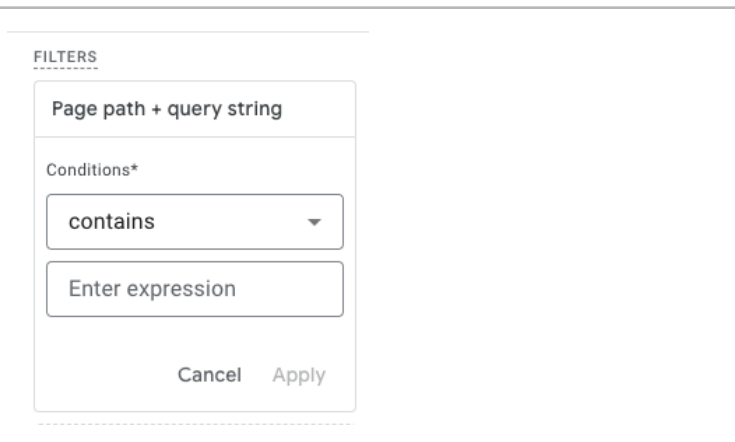 FILTERS
Page path + query string
Conditions*
contains
Enter expression
Cancel Apply